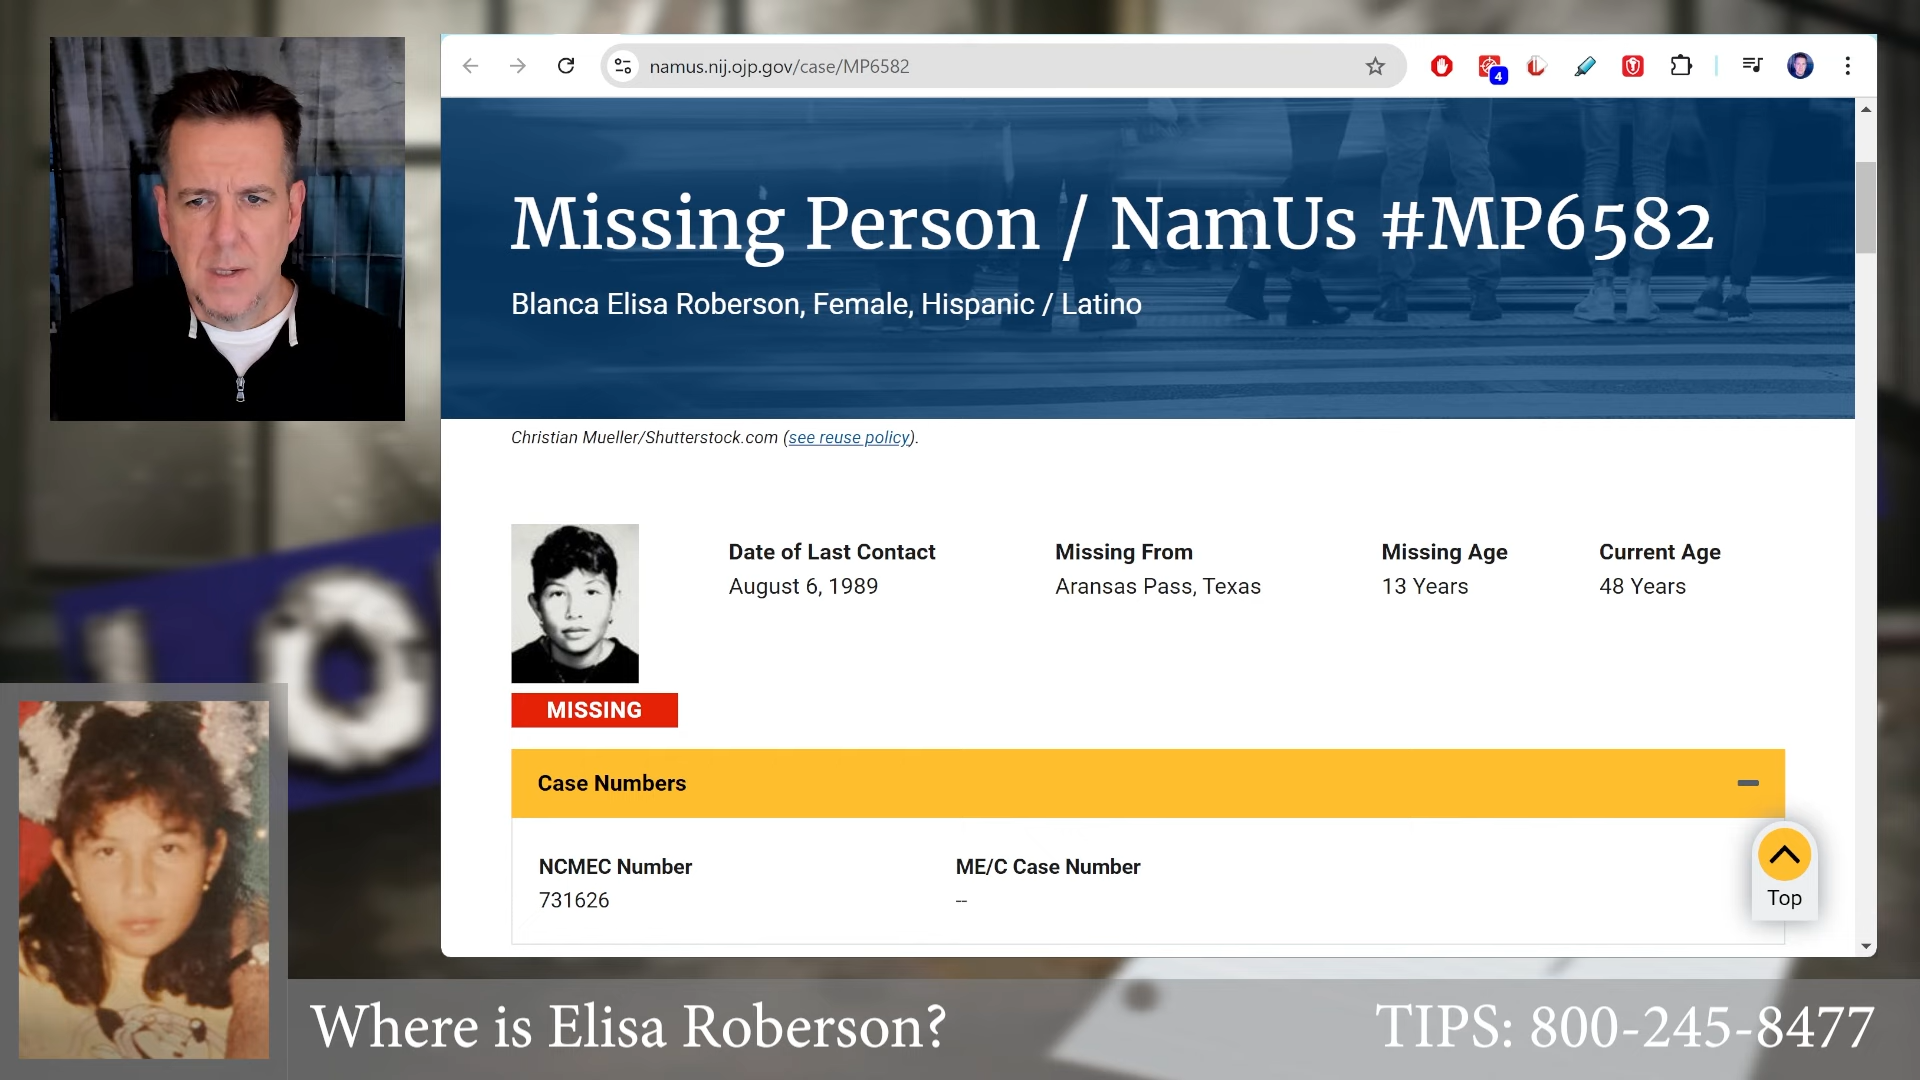 namus.nij.ojp.gov/case/MP6582
4
Missing Person / NamUs #MP6582
Blanca Elisa Roberson, Female, Hispanic / Latino
Christian Mueller/Shutterstock.com (see reuse policy).
Date of Last Contact
August 6, 1989
Missing From
Aransas Pass, Texas
Missing Age
13 Years
Current Age
48 Years
MISSING
Case Numbers
NCMEC Number
731626
ME/C Case Number
--
Top
Where is Elisa Roberson?
TIPS: 800-245-8477